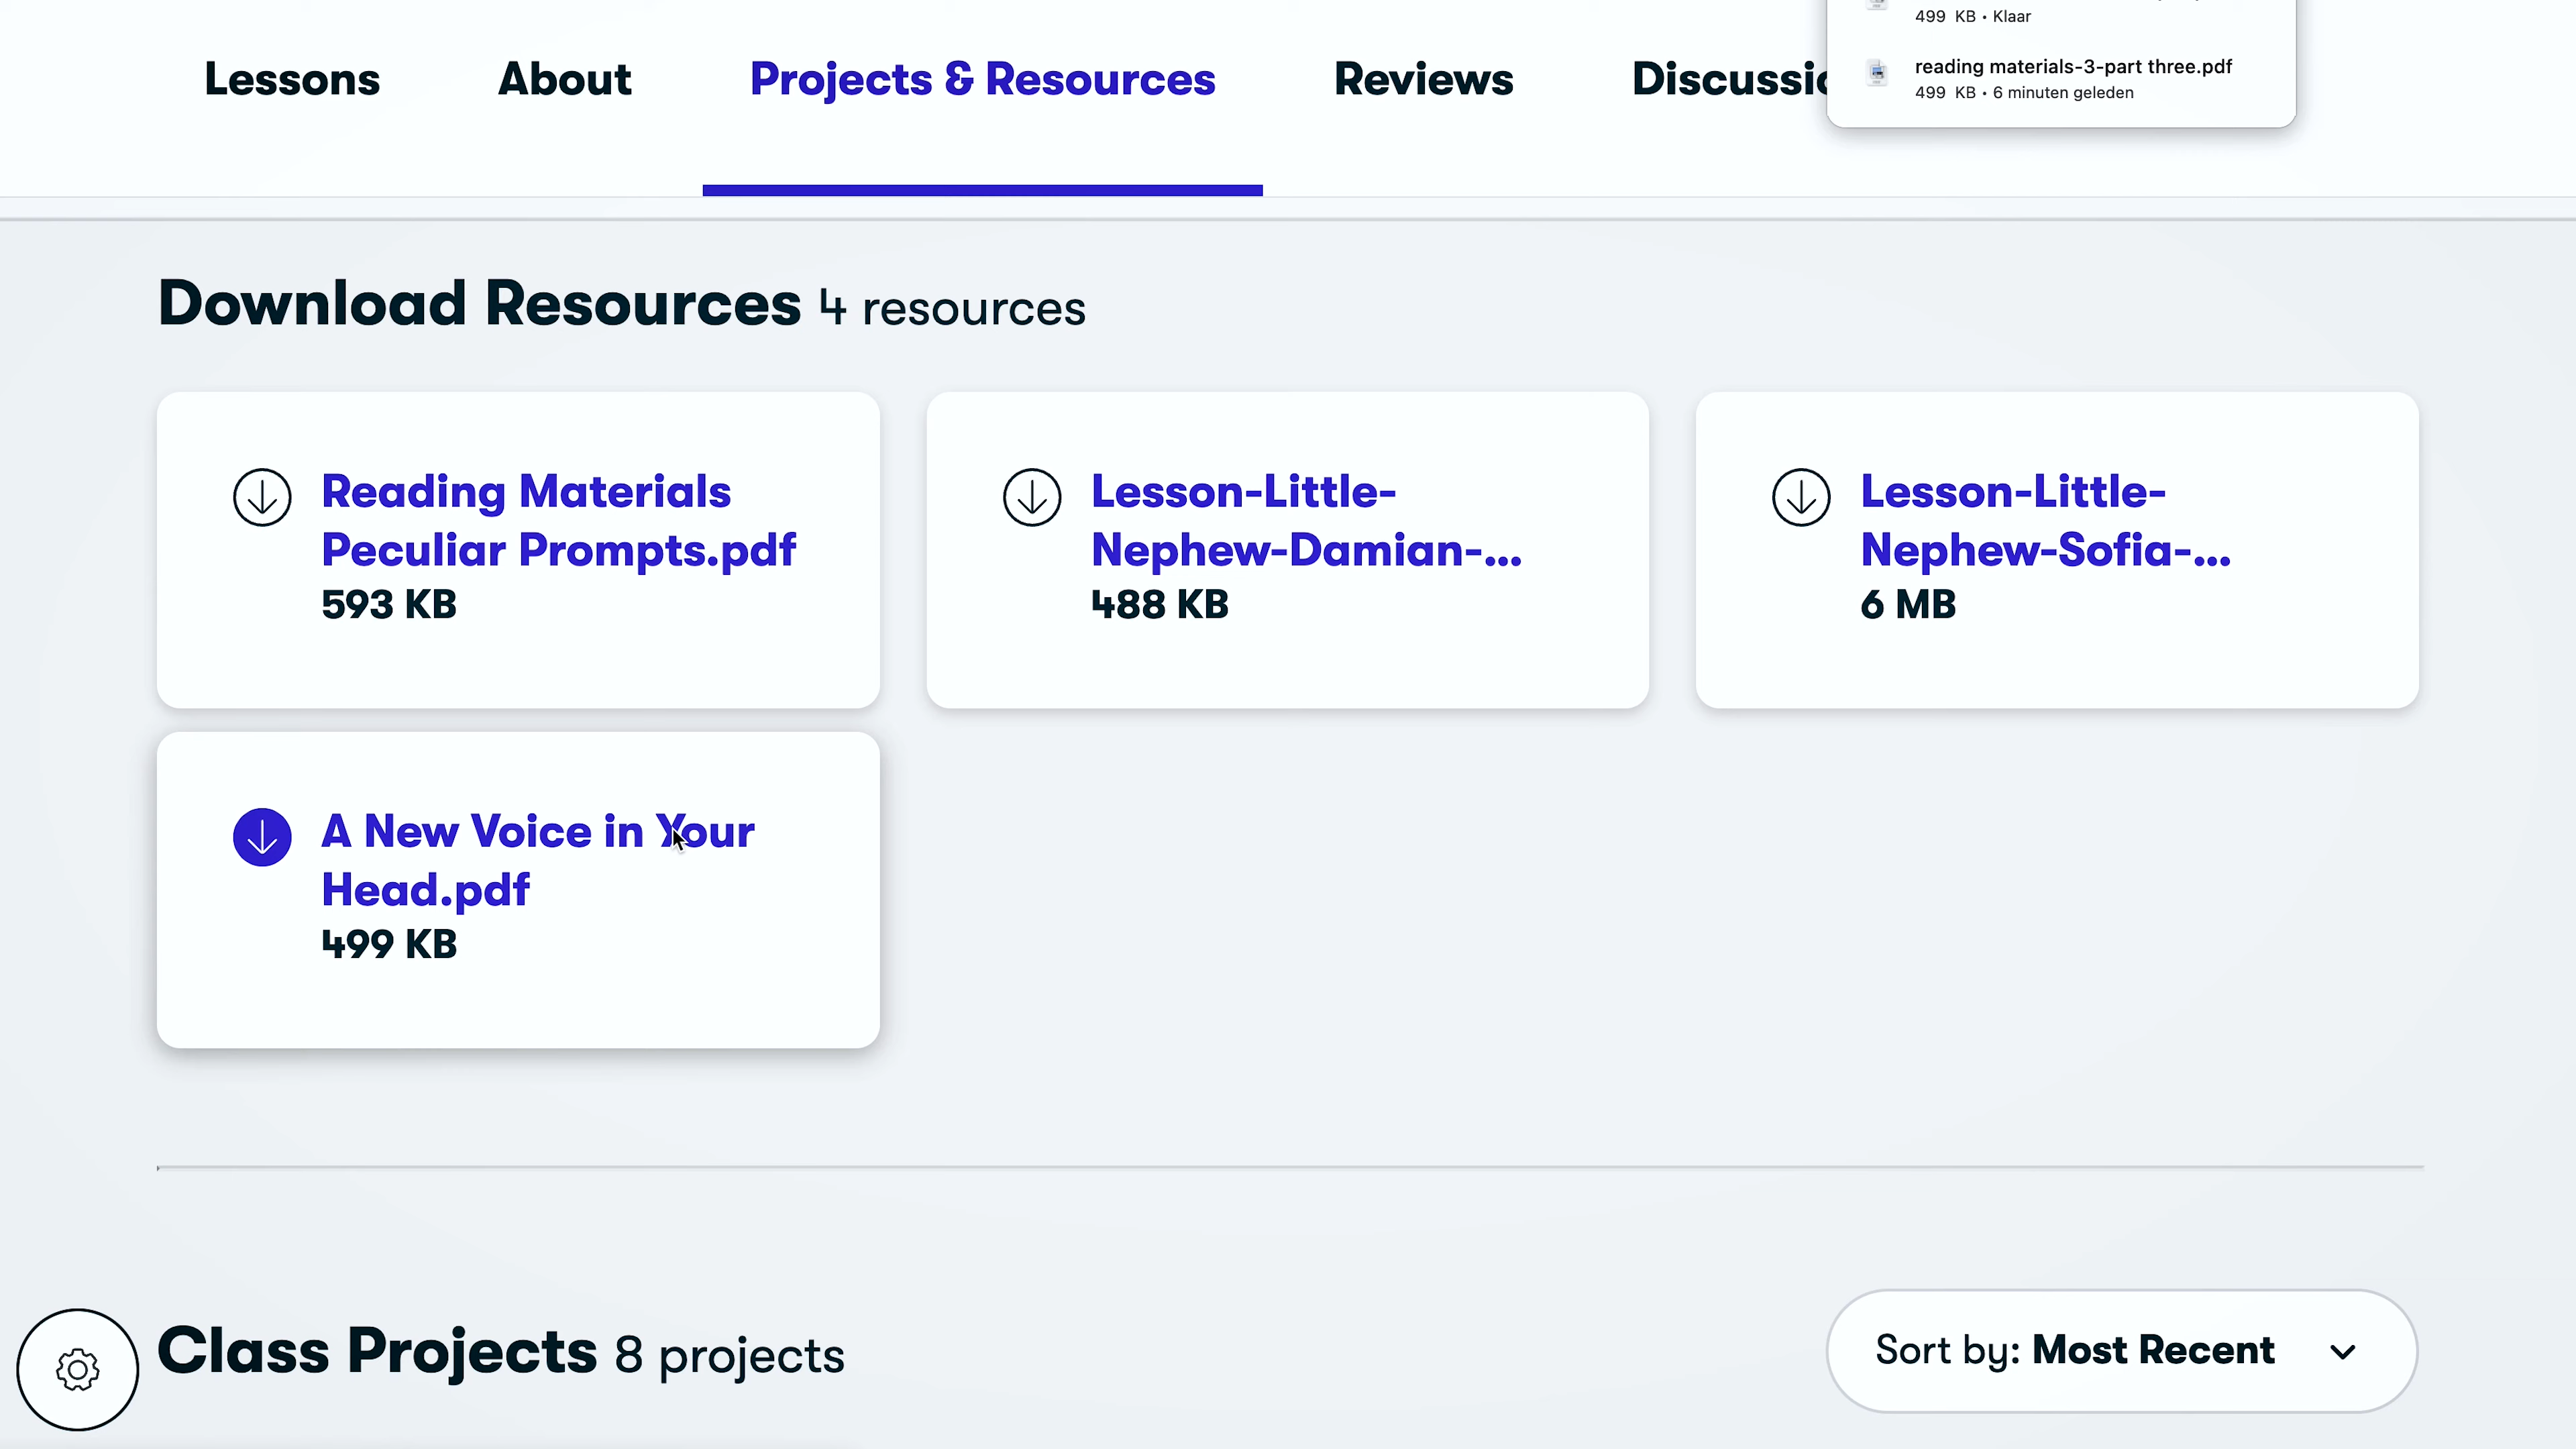 499 KB • Klaar
reading materials-3-part three.pdf
499 KB • 6 minuten geleden
Lessons
About
Projects & Resources
Reviews
Download Resources 4 resources
Reading Materials
Peculiar Prompts.pdf
593 KB
Lesson-Little-
Nephew-Damian-...
488 KB
Lesson-Little-
Nephew-Sofia-...
6 MB
A New Voice in Your
Head.pdf
499 KB
Class Projects 8 projects
Sort by: Most Recent